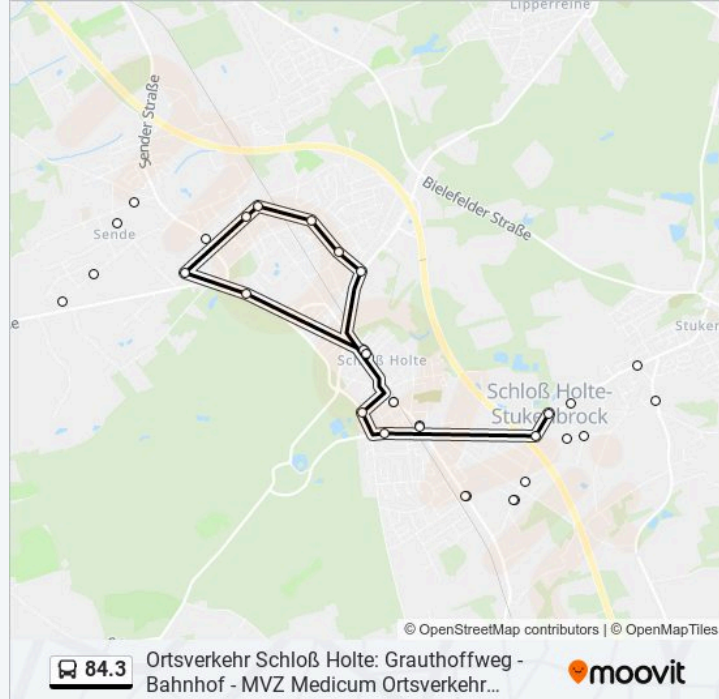 Lipperreine
Sender Straße
Bielefelder Straße
Sende
e
Stuker
Schloß Holte
Schloß Holte-
Stukenbrock
© OpenStreetMap contributors | © OpenMapTiles
84.3
Ortsverkehr Schloß Holte: Grauthoffweg -
Bahnhof - MVZ Medicum Ortsverkehr...
moovit